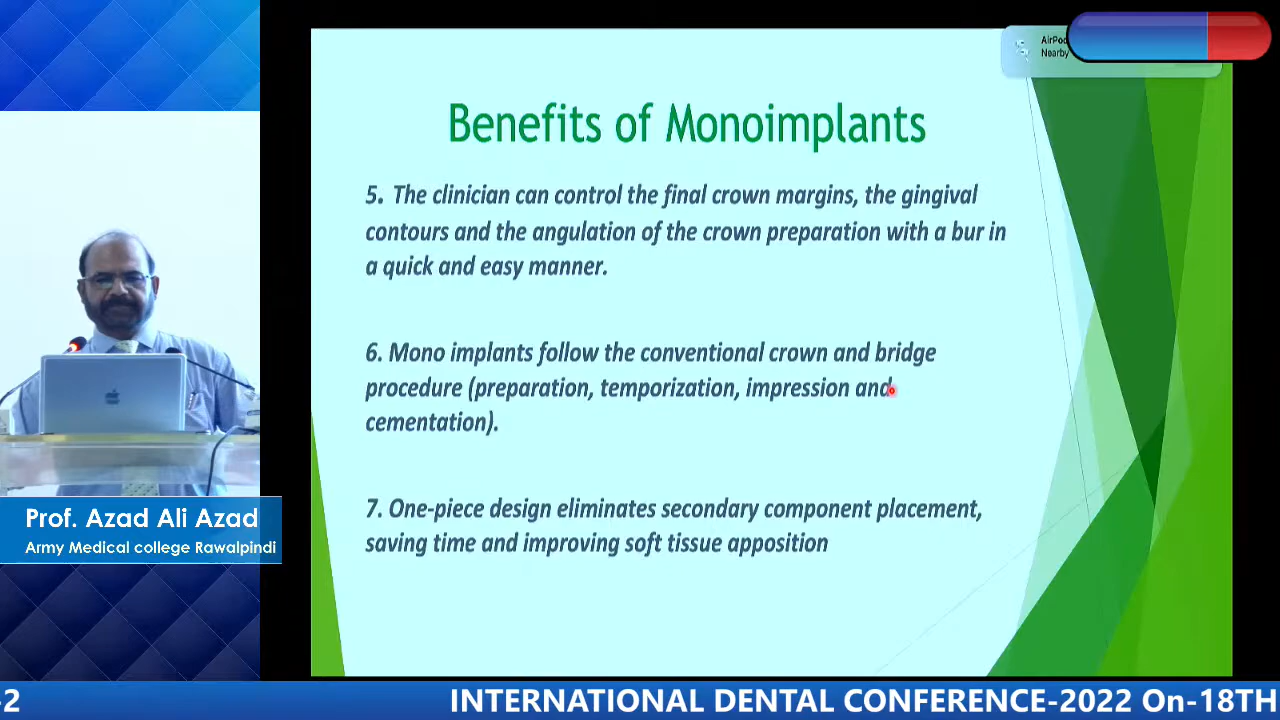 AirPod
Nearby
Benefits of Monoimplants
5. The clinician can control the final crown margins, the gingival
contours and the angulation of the crown preparation with a bur in
a quick and easy manner.
6. Mono implants follow the conventional crown and bridge
procedure (preparation, temporization, impression and
cementation).
7. One-piece design eliminates secondary component placement,
saving time and improving soft tissue apposition
Prof. Azad Ali Azad
Army Medical college Rawalpindi
-2 INTERNATIONAL DENTAL CONFERENCE-2022 On-18TH